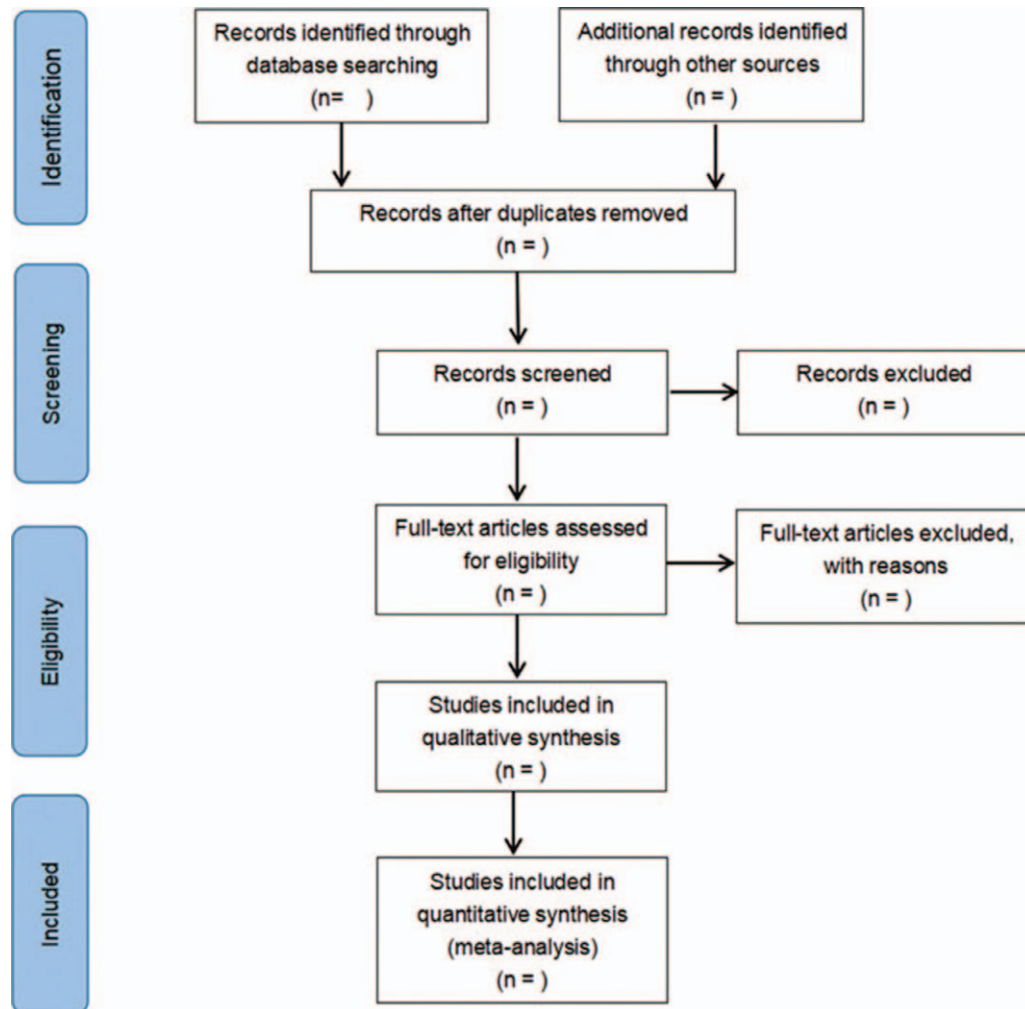 Identification
Records identified through
database searching
(n= )
Additional records identified
through other sources
(n = )
Records after duplicates removed
(n = )
Screening
Records screened
(n = )
Records excluded
(n = )
Eligibility
Full-text articles assessed
for eligibility
(n = )
Full-text articles excluded,
with reasons
(n = )
Studies included in
qualitative synthesis
(n = )
Included
Studies included in
quantitative synthesis
(meta-analysis)
(n = )